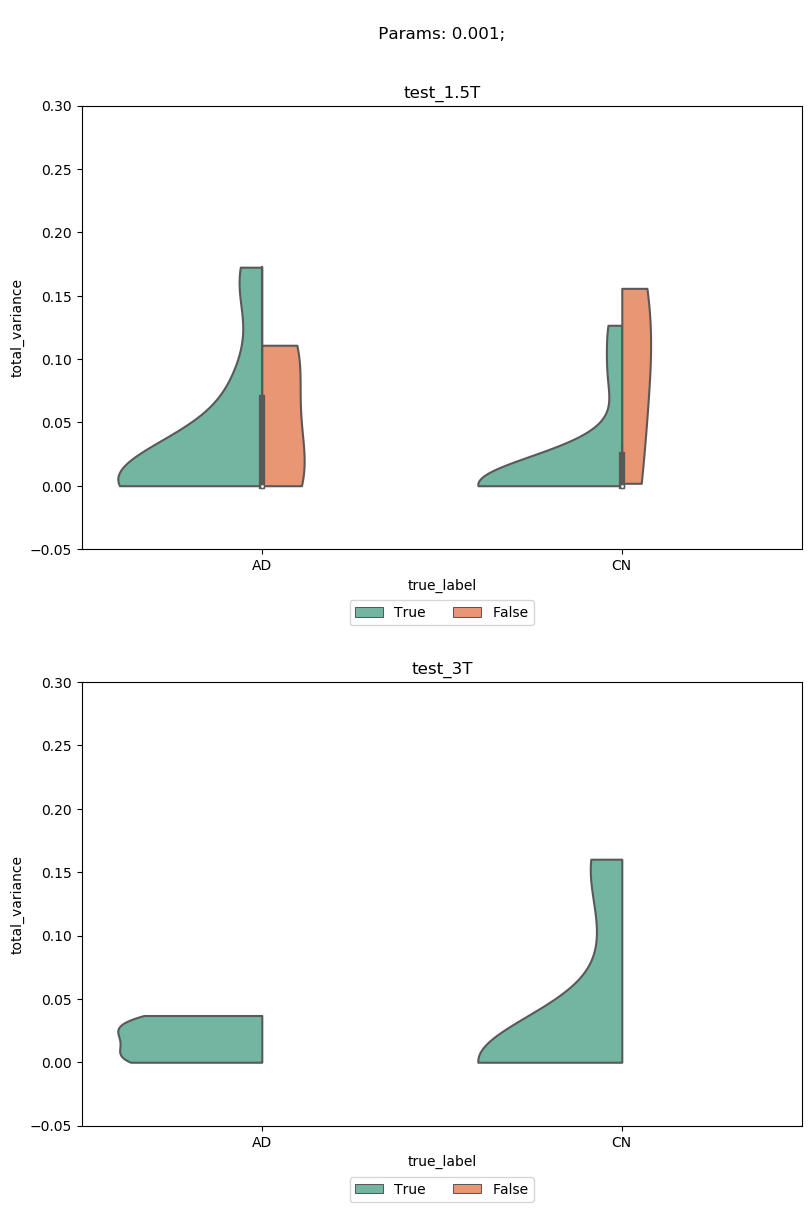 Params: 0.001;
test_1.5T
0.30
0.25
0.20
0.15
0.10
0.05
0.00
−0.05
total_variance
AD CN
true_label
True False
test_3T
0.30
0.25
0.20
0.15
0.10
0.05
0.00
−0.05
total_variance
AD CN
true_label
True False